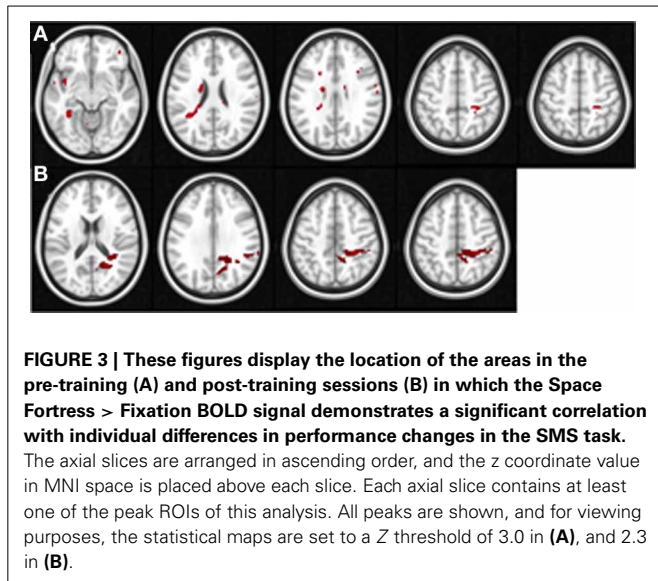 A
B
FIGURE 3 | These figures display the location of the areas in the
pre-training (A) and post-training sessions (B) in which the Space
Fortress > Fixation BOLD signal demonstrates a significant correlation
with individual differences in performance changes in the SMS task.
The axial slices are arranged in ascending order, and the z coordinate value
in MNI space is placed above each slice. Each axial slice contains at least
one of the peak ROIs of this analysis. All peaks are shown, and for viewing
purposes, the statistical maps are set to a Z threshold of 3.0 in (A), and 2.3
in (B).